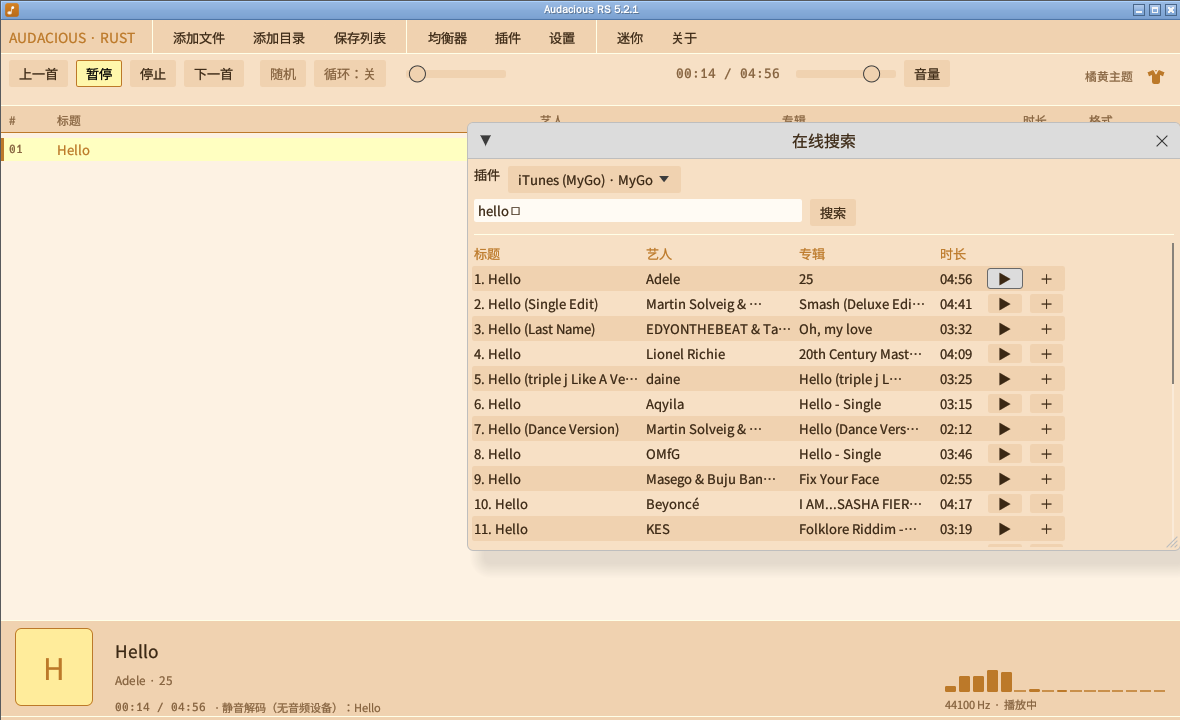 Audacious RS 5.2.1
AUDACIOUS · RUST 添加文件 添加目录 保存列表 均衡器 插件 设置 迷你 关于
上一首 暂停 停止 下一首 随机 循环：关 00:14 / 04:56 音量 橘黄主题
# 标题 艺人 专辑 时长 格式
01 Hello
在线搜索
插件 iTunes (MyGo) · MyGo
hello□ 搜索
标题 艺人 专辑 时长
1. Hello Adele 25 04:56
2. Hello (Single Edit) Martin Solveig & ⋯ Smash (Deluxe Edi⋯ 04:41
3. Hello (Last Name) EDYONTHEBEAT & Ta⋯ Oh, my love 03:32
4. Hello Lionel Richie 20th Century Mast⋯ 04:09
5. Hello (triple j Like A Ve⋯ daine Hello (triple j L⋯ 03:25
6. Hello Aqyila Hello - Single 03:15
7. Hello (Dance Version) Martin Solveig & ⋯ Hello (Dance Vers⋯ 02:12
8. Hello OMfG Hello - Single 03:46
9. Hello Masego & Buju Ban⋯ Fix Your Face 02:55
10. Hello Beyoncé I AM...SASHA FIER⋯ 04:17
11. Hello KES Folklore Riddim -⋯ 03:19
H
Hello
Adele · 25
00:14 / 04:56 · 静音解码（无音频设备）：Hello
44100 Hz · 播放中